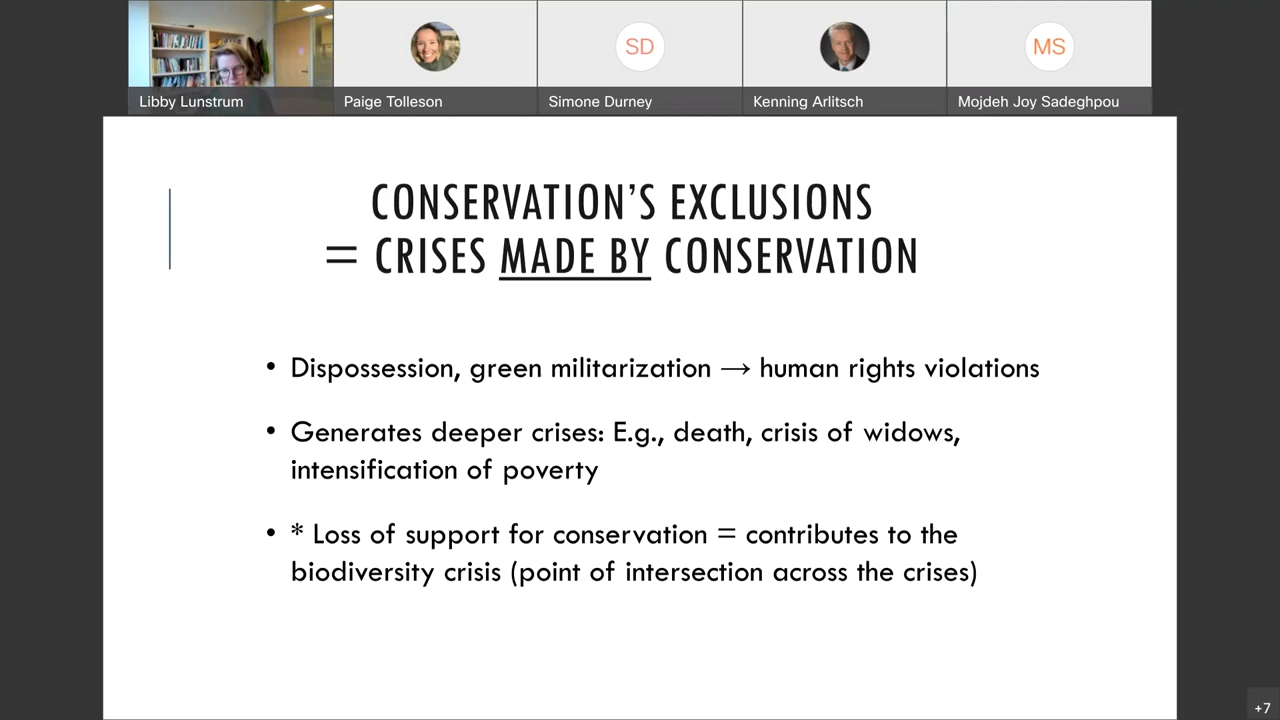 Libby Lunstrum
Paige Tolleson
SD
Simone Durney
Kenning Arlitsch
MS
Mojdeh Joy Sadeghpou
CONSERVATION'S EXCLUSIONS
= CRISES MADE BY CONSERVATION
• Dispossession, green militarization → human rights violations
• Generates deeper crises: E.g., death, crisis of widows,
intensification of poverty
• * Loss of support for conservation = contributes to the
biodiversity crisis (point of intersection across the crises)
+7